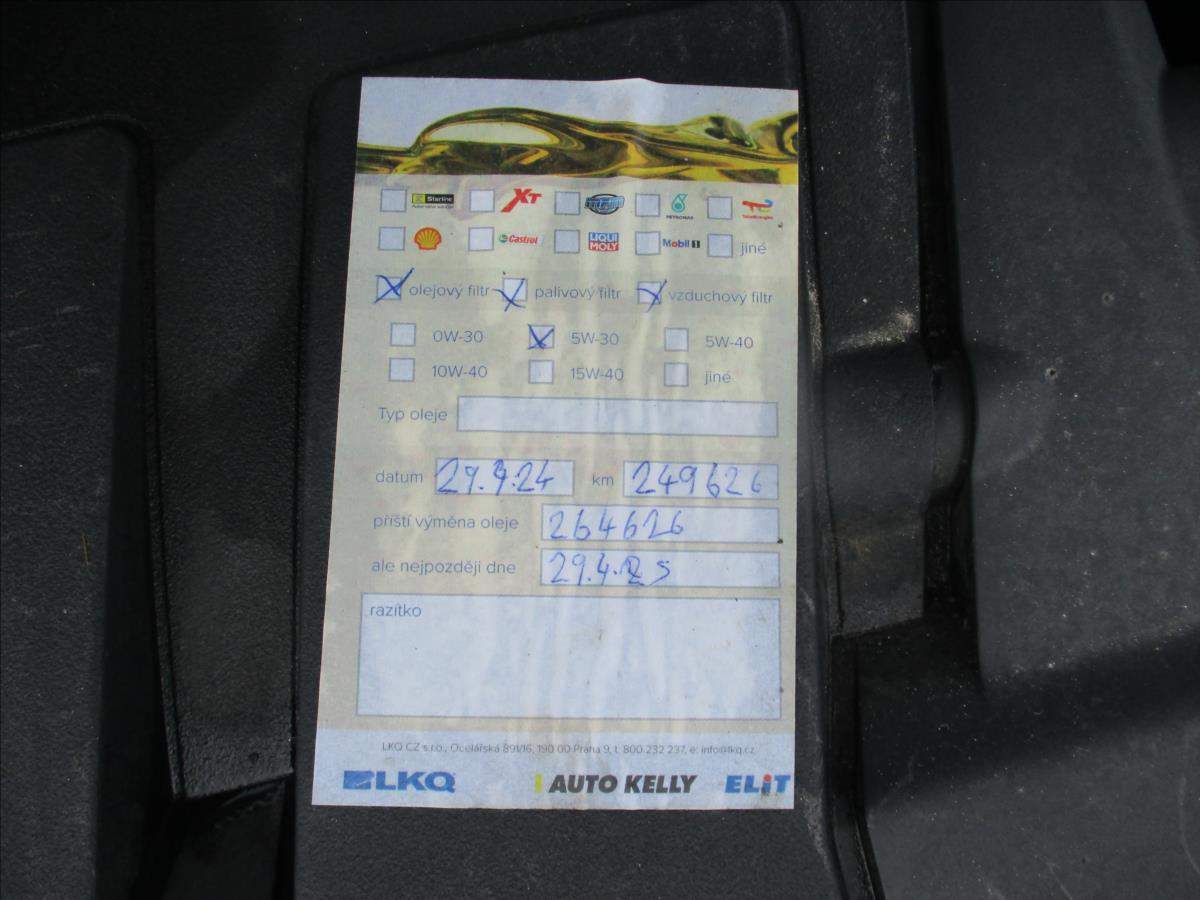 Starline XT MTM PETRONAS TotalEnergies
Castrol LIQUI MOLY Mobil 1 jiné
olejový filtr palivový filtr vzduchový filtr
0W-30 5W-30 5W-40
10W-40 15W-40 jiné
Typ oleje
datum 29.4.24 km 249626
příští výměna oleje 264626
ale nejpozději dne 29.4.25
razítko
LKQ CZ s.r.o., Ocelářská 891/16, 190 00 Praha 9, t: 800 232 237, e: info@lkq.cz
LKQ AUTO KELLY ELIT